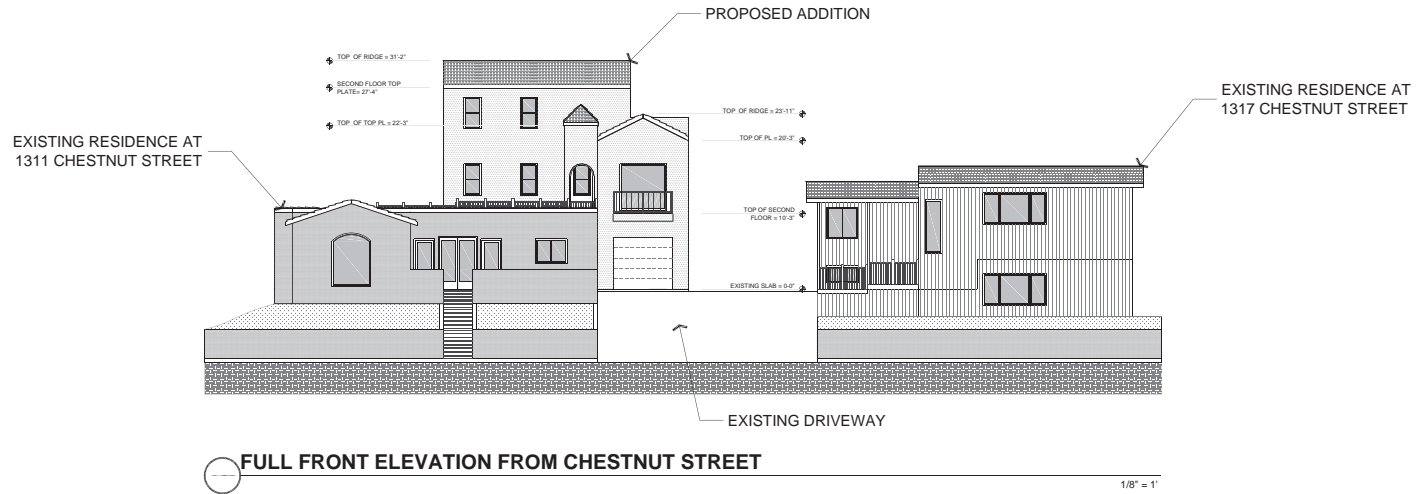 PROPOSED ADDITION
TOP OF RIDGE = 31'-2"
SECOND FLOOR TOP
PLATE= 27'-4"
TOP OF TOP PL = 22'-3"
EXISTING RESIDENCE AT
1317 CHESTNUT STREET
TOP OF RIDGE = 23'-11"
TOP OF PL = 20'-3"
EXISTING RESIDENCE AT
1311 CHESTNUT STREET
TOP OF SECOND
FLOOR = 10'-3"
EXISTING SLAB = 0-0"
EXISTING DRIVEWAY
FULL FRONT ELEVATION FROM CHESTNUT STREET
1/8" = 1'